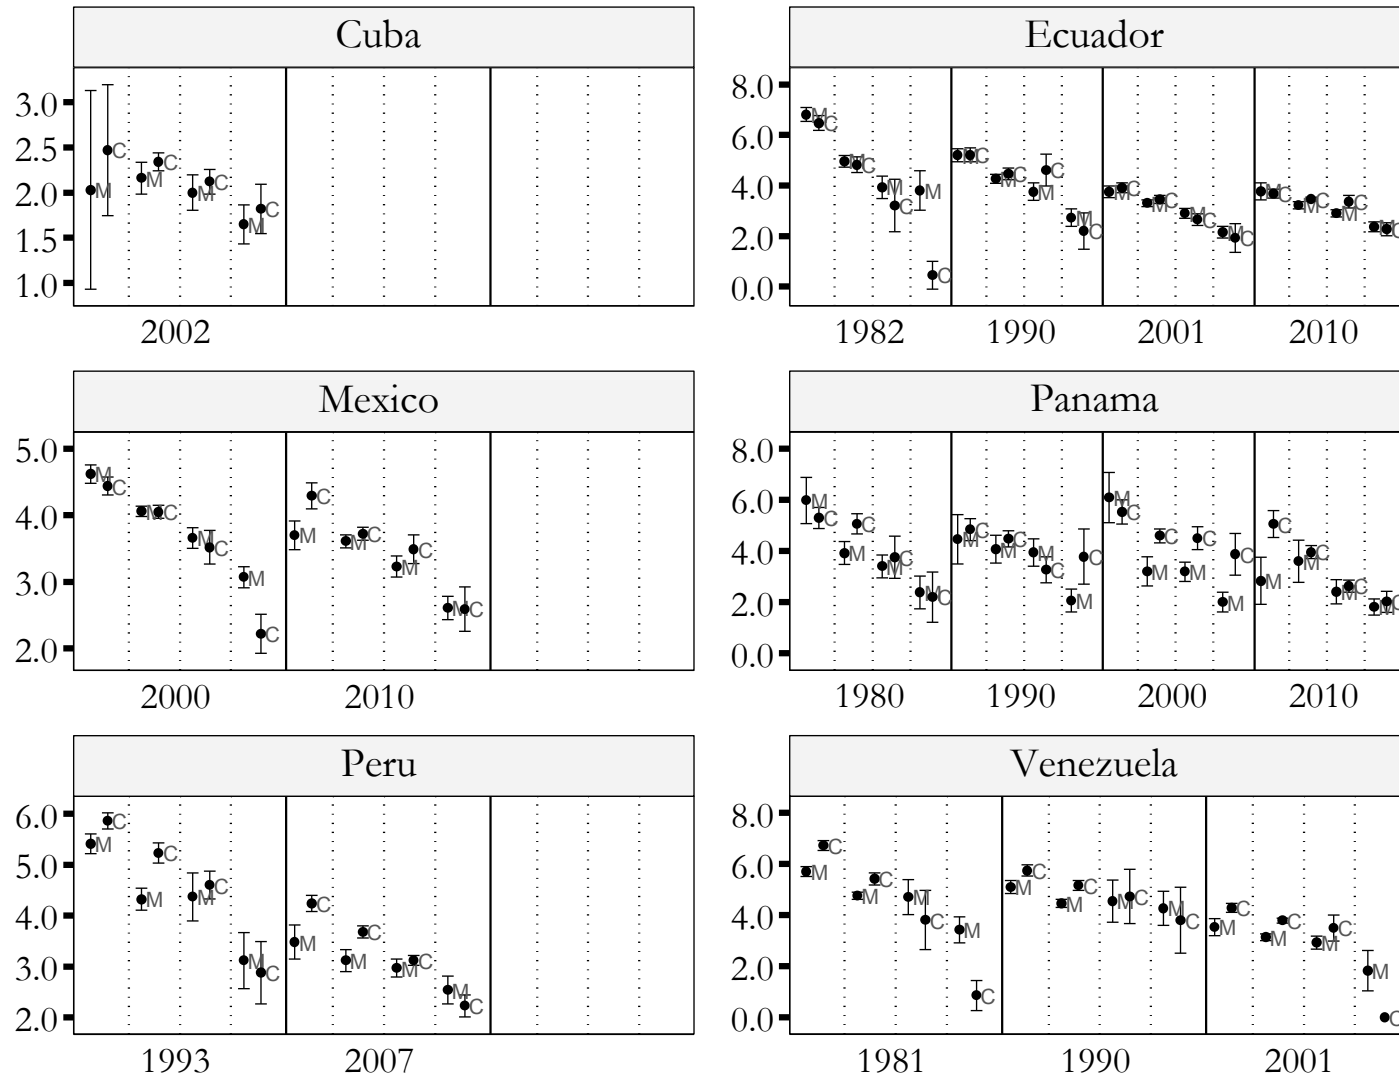 Cuba
3.0
2.5
2.0
1.5
1.0
M C M C M C M C
2002
Ecuador
8.0
6.0
4.0
2.0
0.0
M C M C M C M C M C M C M C M C M C M C M C M C M C M C M C M C
1982 1990 2001 2010
Mexico
5.0
4.0
3.0
2.0
M C M C M C M C M C M C M C M C
2000 2010
Panama
8.0
6.0
4.0
2.0
0.0
M C M C M C M C M C M C M C M C M C M C M C M C M C M C M C M C
1980 1990 2000 2010
Peru
6.0
5.0
4.0
3.0
2.0
M C M C M C M C M C M C M C M C
1993 2007
Venezuela
8.0
6.0
4.0
2.0
0.0
M C M C M C M C M C M C M C M C M C M C M C M C
1981 1990 2001